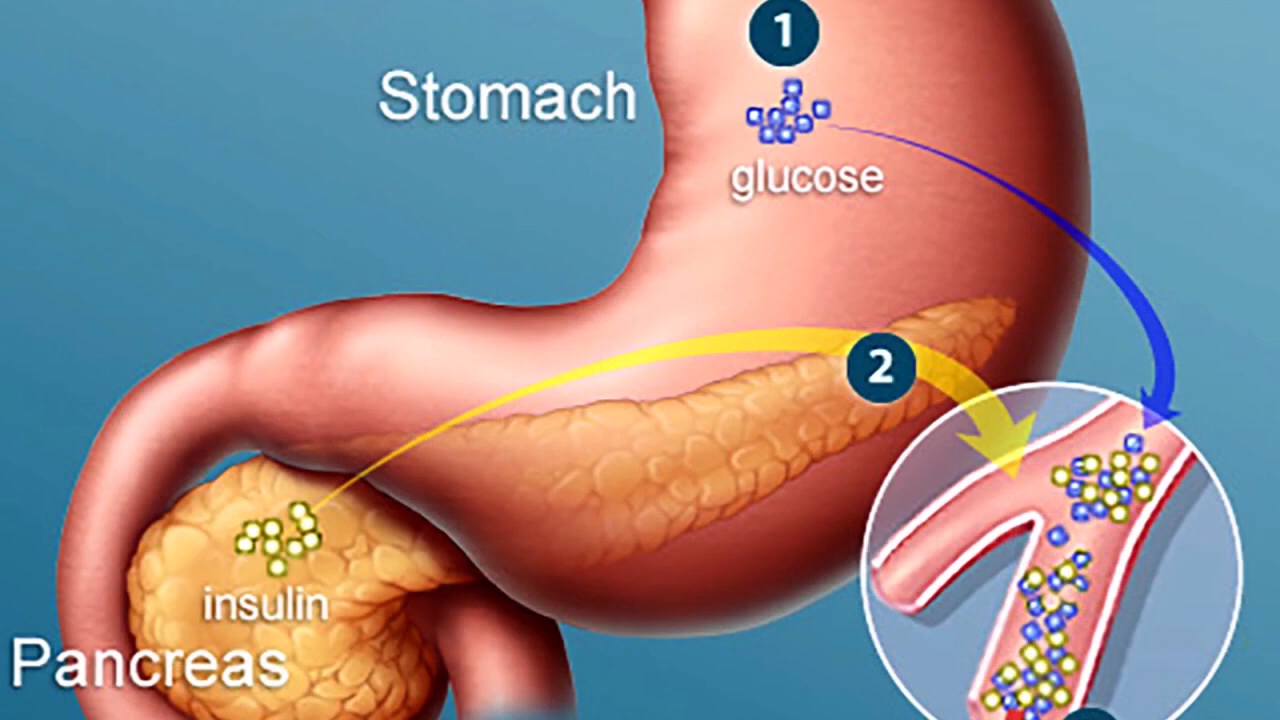 1
Stomach
glucose
2
insulin
Pancreas